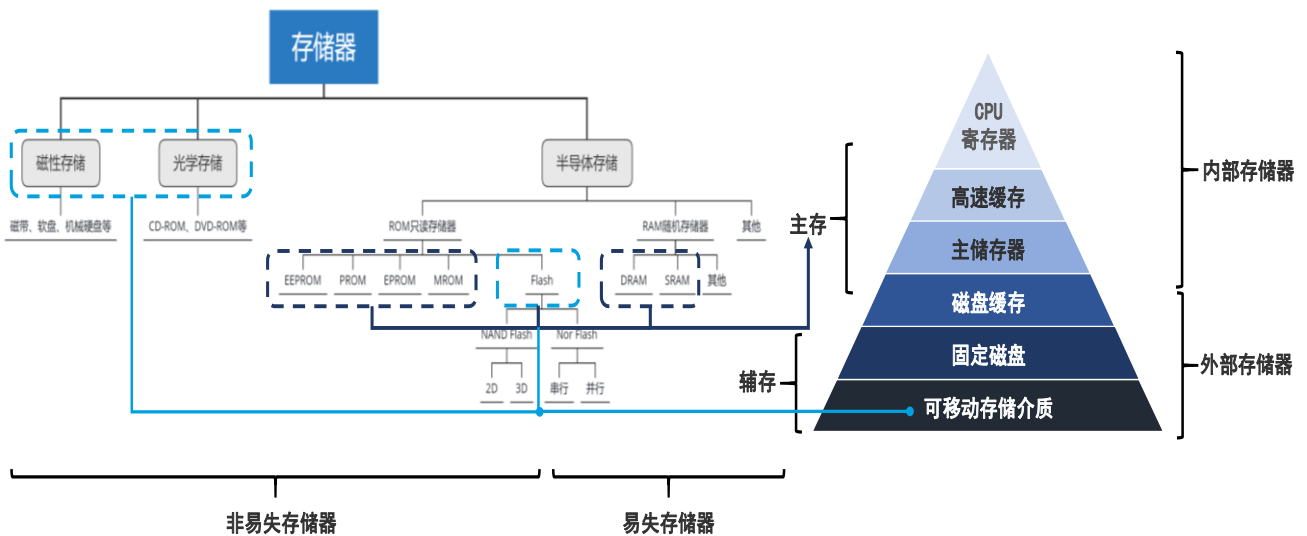 存储器
磁性存储
光学存储
半导体存储
磁带、软盘、机械硬盘等
CD-ROM、DVD-ROM等
ROM只读存储器
RAM随机存储器
其他
EEPROM
PROM
EPROM
MROM
Flash
DRAM
SRAM
其他
NAND Flash
Nor Flash
2D
3D
串行
并行
非易失存储器
易失存储器
CPU
寄存器
高速缓存
主储存器
磁盘缓存
固定磁盘
可移动存储介质
主存
辅存
内部存储器
外部存储器